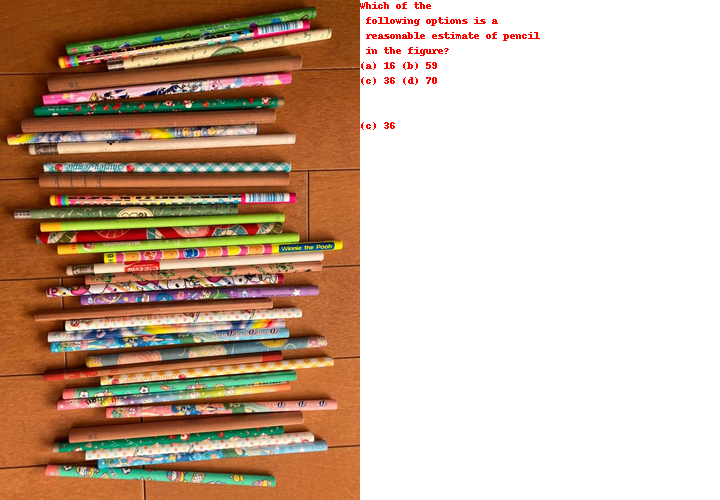 Which of the
following options is a
reasonable estimate of pencil
in the figure?
(a) 16 (b) 59
(c) 36 (d) 70
(c) 36
Winnie the Pooh